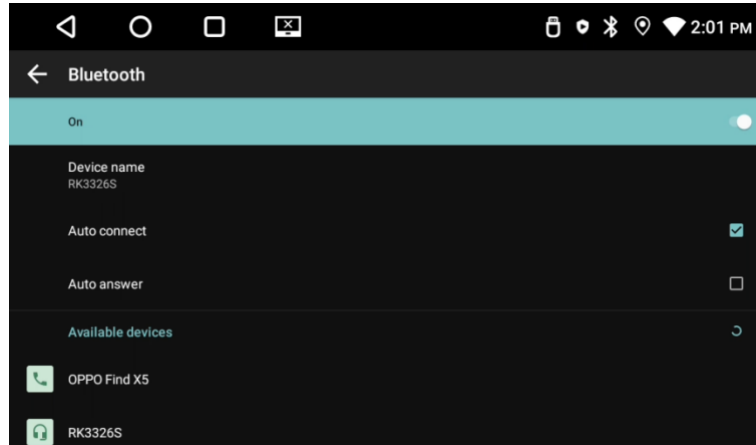 2:01 PM
Bluetooth
On
Device name
RK3326S
Auto connect
Auto answer
Available devices
OPPO Find X5
RK3326S